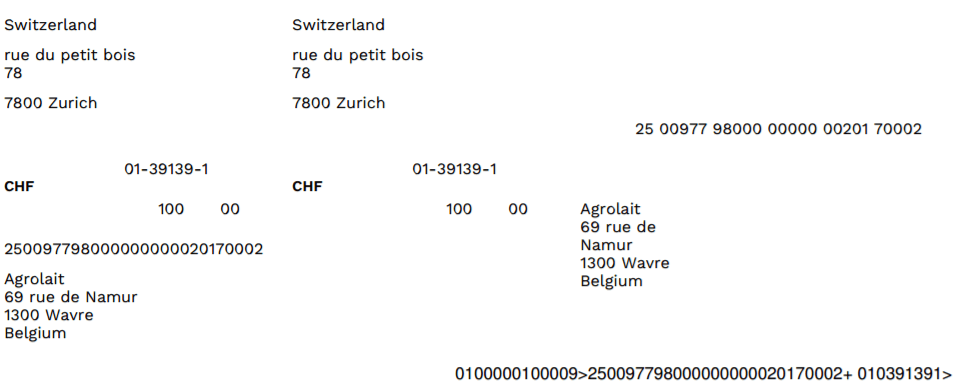 Switzerland
rue du petit bois
78
7800 Zurich
Switzerland
rue du petit bois
78
7800 Zurich
25 00977 98000 00000 00201 70002
01-39139-1
CHF
100 00
250097798000000000020170002
Agrolait
69 rue de Namur
1300 Wavre
Belgium
01-39139-1
CHF
100 00
Agrolait
69 rue de
Namur
1300 Wavre
Belgium
0100000100009>250097798000000000020170002+ 010391391>